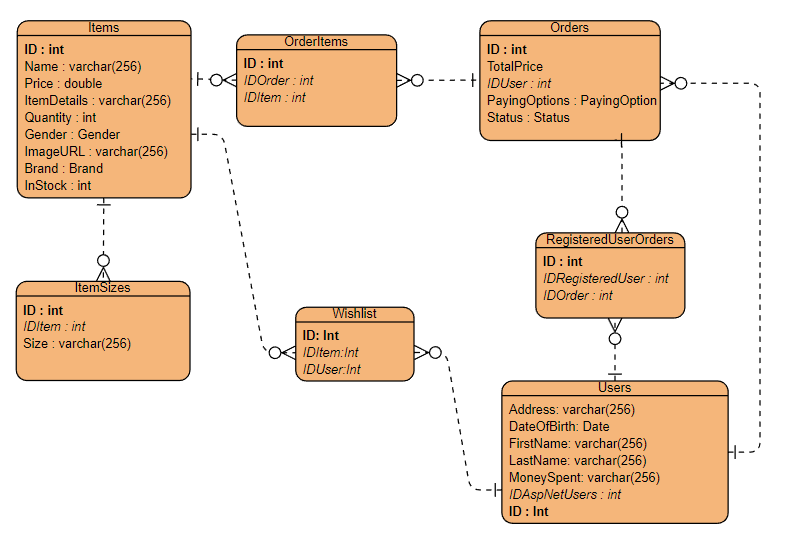 Items
ID : int
Name : varchar(256)
Price : double
ItemDetails : varchar(256)
Quantity : int
Gender : Gender
ImageURL : varchar(256)
Brand : Brand
InStock : int
OrderItems
ID : int
IDOrder : int
IDItem : int
Orders
ID : int
TotalPrice
IDUser : int
PayingOptions : PayingOption
Status : Status
RegisteredUserOrders
ID : int
IDRegisteredUser : int
IDOrder : int
ItemSizes
ID : int
IDItem : int
Size : varchar(256)
Wishlist
ID: Int
IDItem:Int
IDUser:Int
Users
Address: varchar(256)
DateOfBirth: Date
FirstName: varchar(256)
LastName: varchar(256)
MoneySpent: varchar(256)
IDAspNetUsers : int
ID : Int